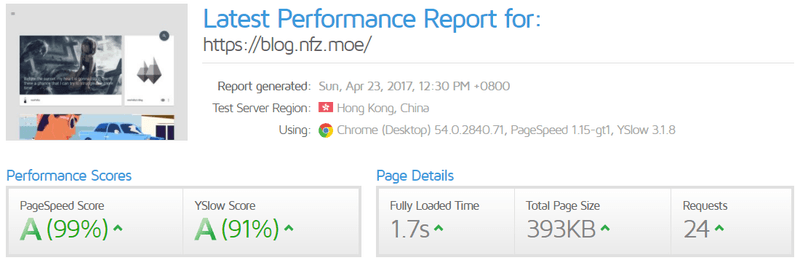 Latest Performance Report for:
https://blog.nfz.moe/
Report generated: Sun, Apr 23, 2017, 12:30 PM +0800
Test Server Region: Hong Kong, China
Using: Chrome (Desktop) 54.0.2840.71, PageSpeed 1.15-gt1, YSlow 3.1.8
Performance Scores
PageSpeed Score
A (99%)
YSlow Score
A (91%)
Page Details
Fully Loaded Time
1.7s
Total Page Size
393KB
Requests
24